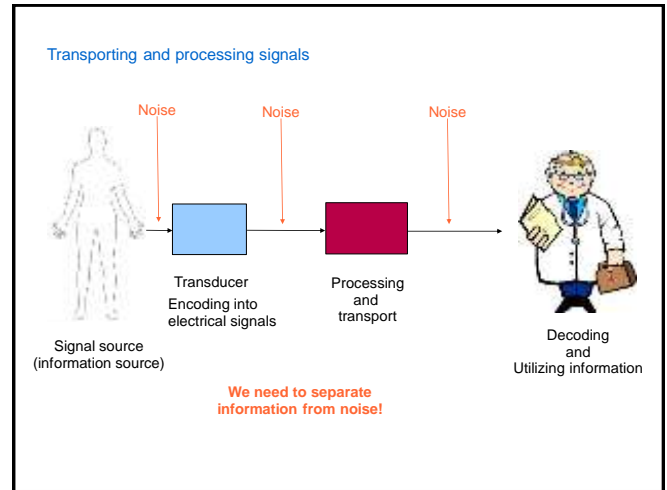 Transporting and processing signals
Noise
Noise
Noise
Transducer
Encoding into
electrical signals
Processing
and
transport
Signal source
(information source)
Decoding
and
Utilizing information
We need to separate
information from noise!